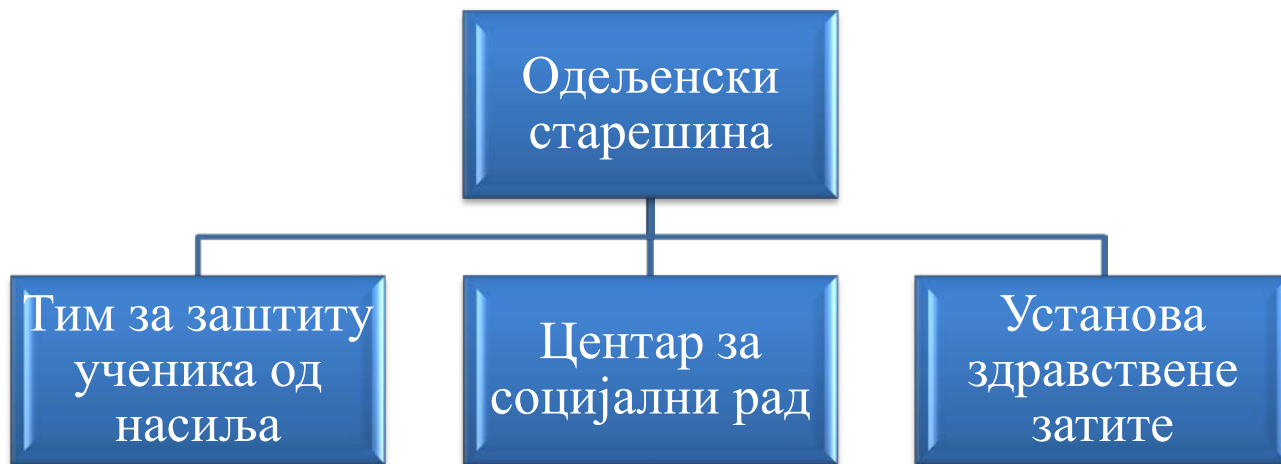 Одељенски
старешина
Тим за заштиту
ученика од
насиља
Центар за
социјални рад
Установа
здравствене
затите